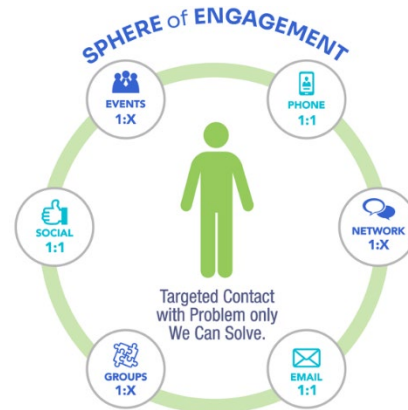 SPHERE of ENGAGEMENT
EVENTS
1:X
PHONE
1:1
SOCIAL
1:1
NETWORK
1:X
Targeted Contact
with Problem only
We Can Solve.
GROUPS
1:X
EMAIL
1:1